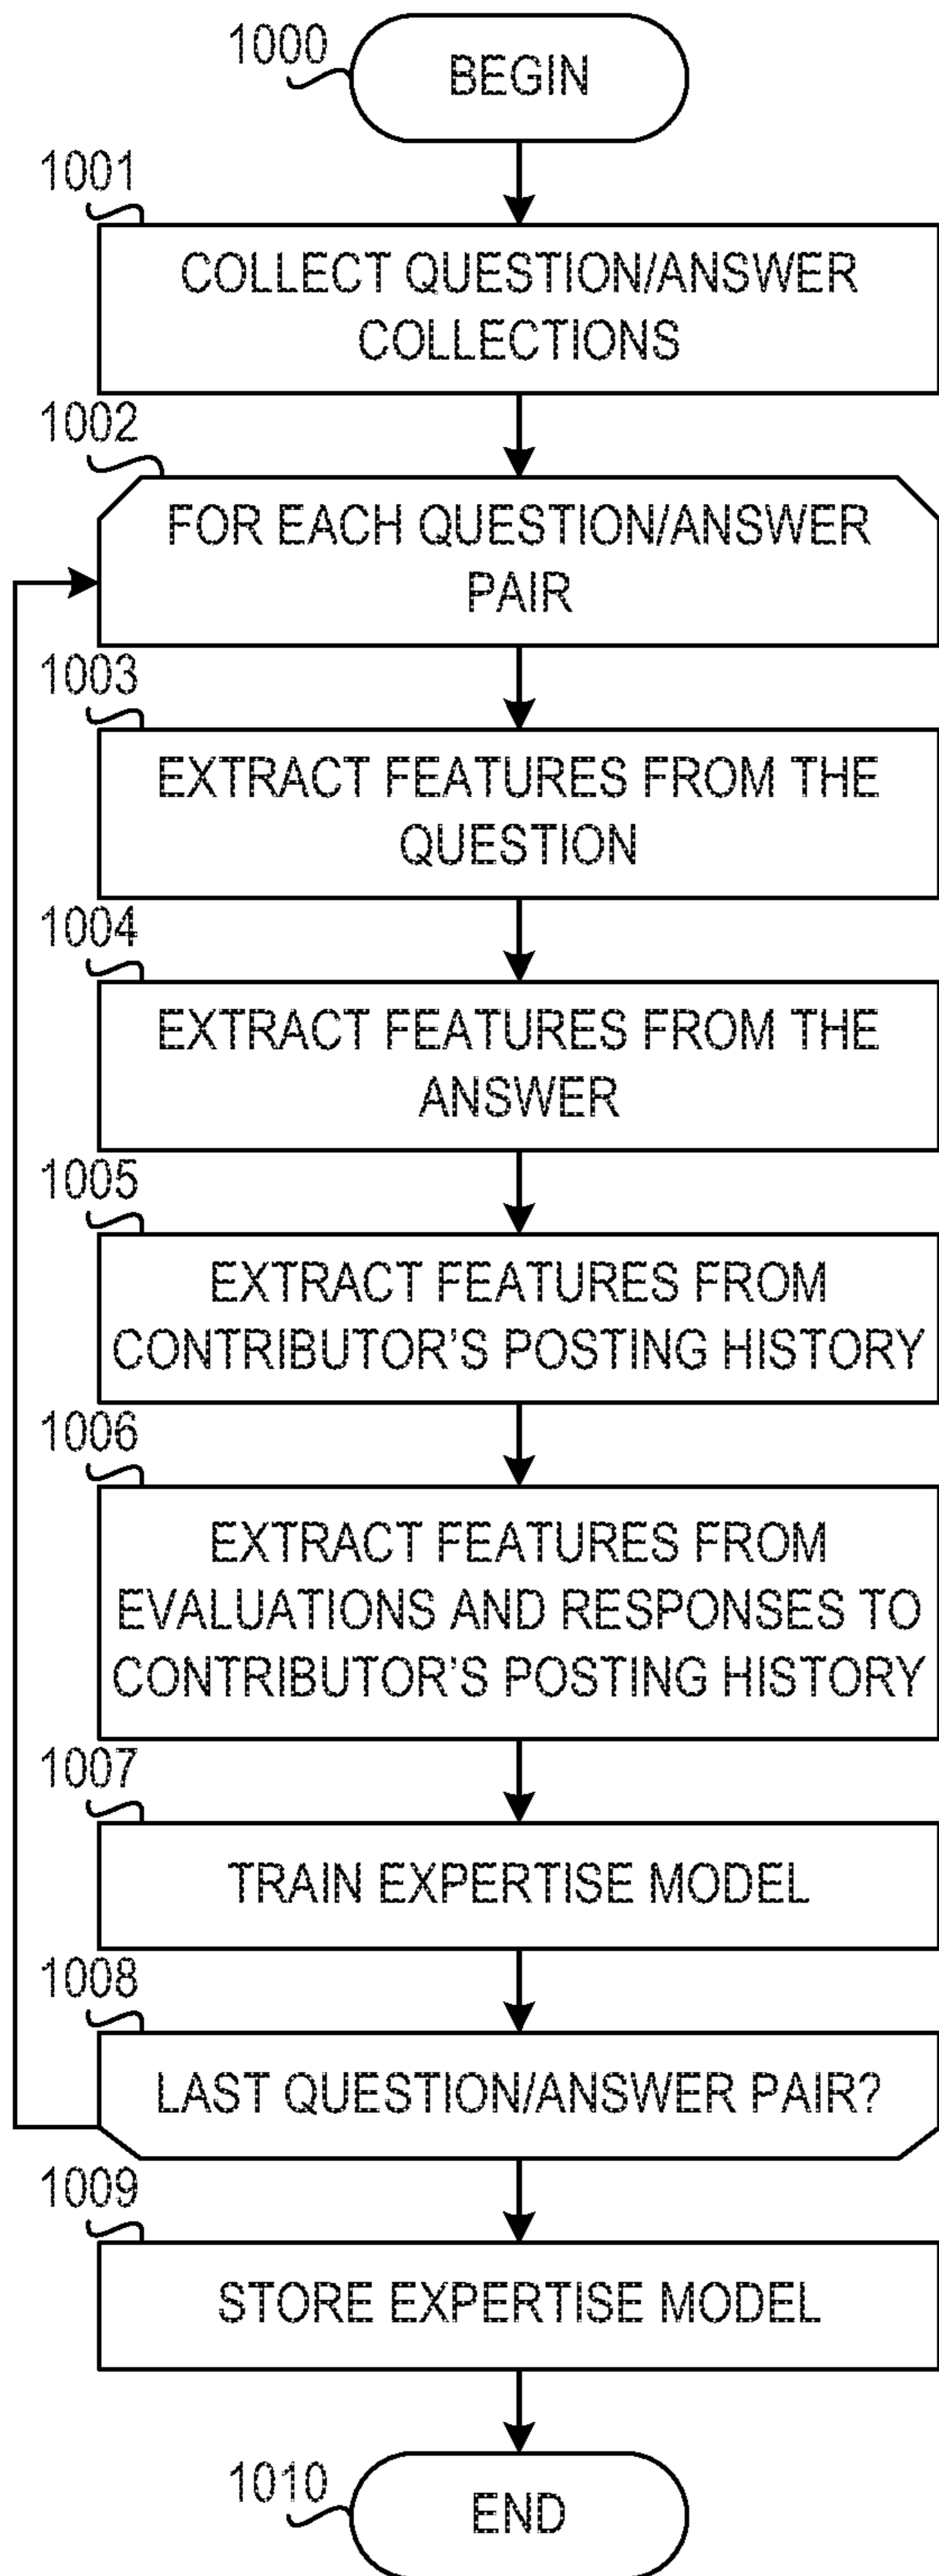 1000
BEGIN
1001
COLLECT QUESTION/ANSWER
COLLECTIONS
1002
FOR EACH QUESTION/ANSWER
PAIR
1003
EXTRACT FEATURES FROM THE
QUESTION
1004
EXTRACT FEATURES FROM THE
ANSWER
1005
EXTRACT FEATURES FROM
CONTRIBUTOR'S POSTING HISTORY
1006
EXTRACT FEATURES FROM
EVALUATIONS AND RESPONSES TO
CONTRIBUTOR'S POSTING HISTORY
1007
TRAIN EXPERTISE MODEL
1008
LAST QUESTION/ANSWER PAIR?
1009
STORE EXPERTISE MODEL
1010
END